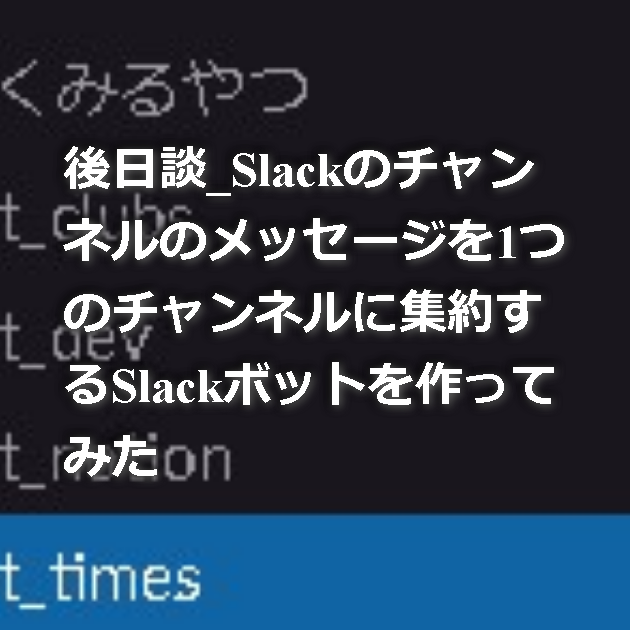 くみるやつ
後日談_Slackのチャン
t_clubs
ネルのメッセージを1つ
のチャンネルに集約す
t_dev
るSlackボットを作って
みた
t_notion
t_times